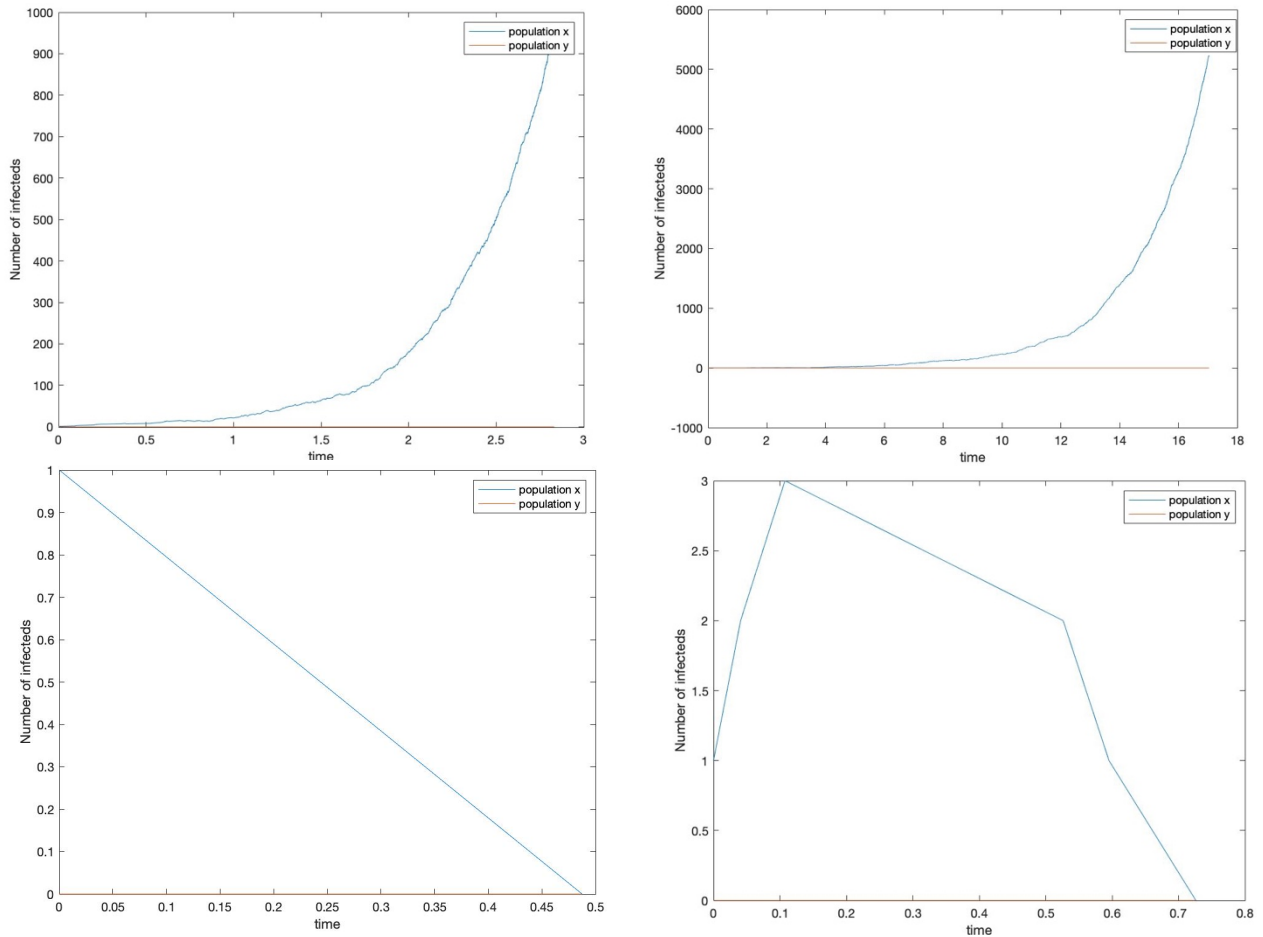 1000
900
800
700
600
500
400
300
200
100
0
Number of infecteds
0 0.5 1 1.5 2 2.5 3
time
population x
population y
6000
5000
4000
3000
2000
1000
0
-1000
Number of infecteds
0 2 4 6 8 10 12 14 16 18
time
population x
population y
1
0.9
0.8
0.7
0.6
0.5
0.4
0.3
0.2
0.1
0
Number of infecteds
0 0.05 0.1 0.15 0.2 0.25 0.3 0.35 0.4 0.45 0.5
time
population x
population y
3
2.5
2
1.5
1
0.5
0
Number of infecteds
0 0.1 0.2 0.3 0.4 0.5 0.6 0.7 0.8
time
population x
population y